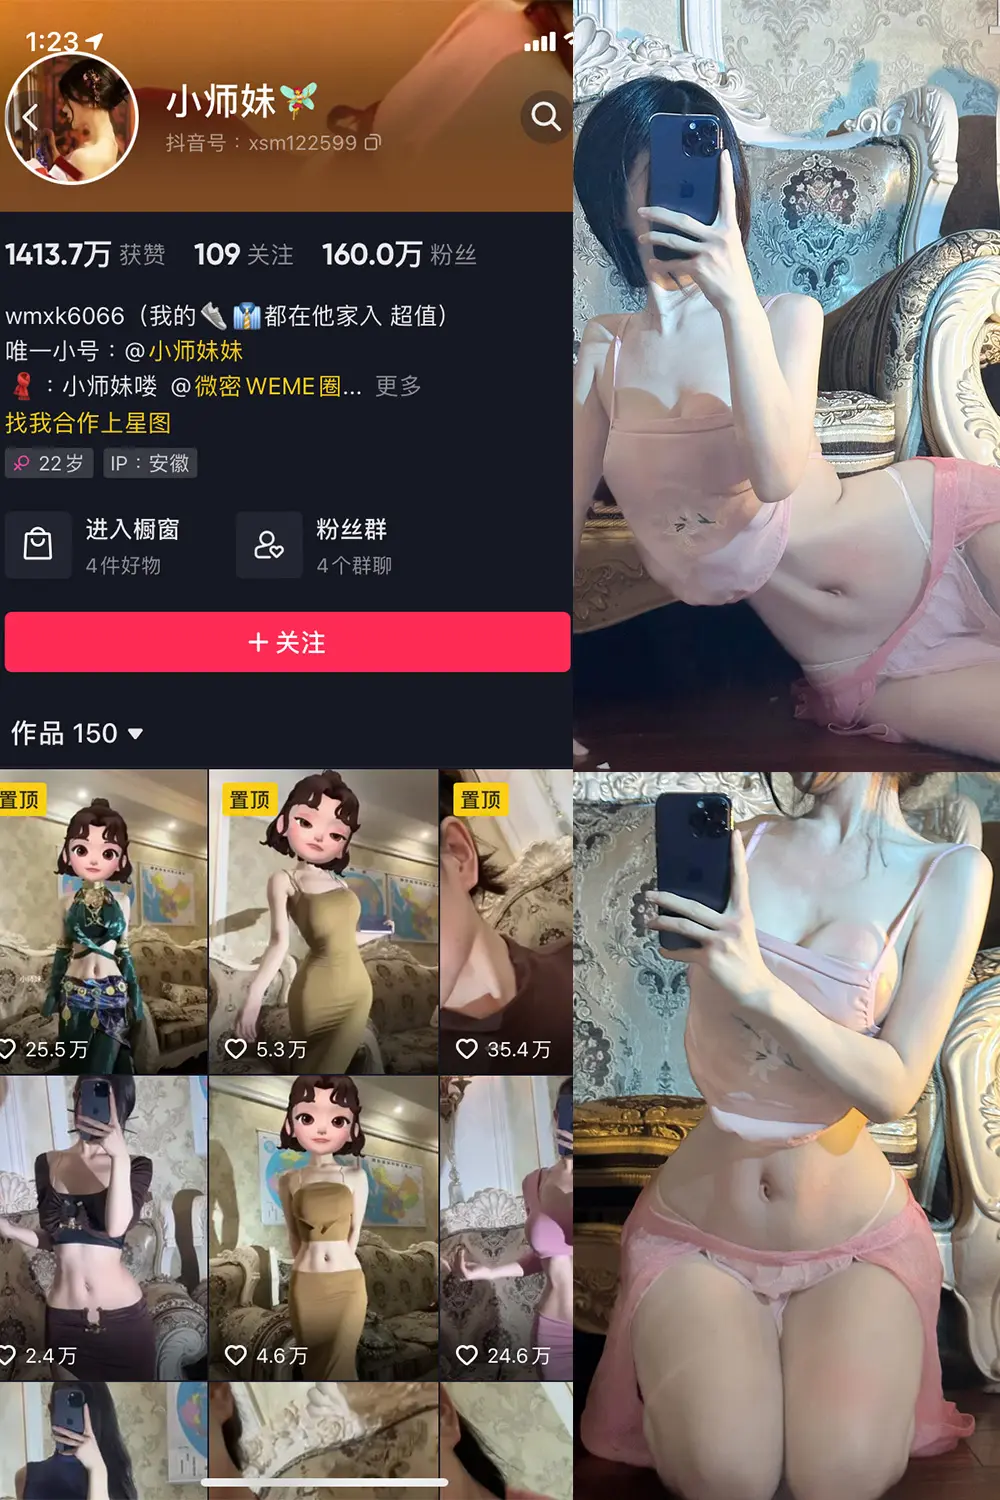 1:23
小师妹
抖音号：xsm122599
1413.7万 获赞 109 关注 160.0万 粉丝
wmxk6066（我的👟👔都在他家入 超值）
唯一小号：@小师妹妹
🧣：小师妹喽 @微密WEME圈... 更多
找我合作上星图
22岁 IP：安徽
进入橱窗
4件好物
粉丝群
4个群聊
+ 关注
作品 150
置顶 置顶 置顶
25.5万 5.3万 35.4万
2.4万 4.6万 24.6万